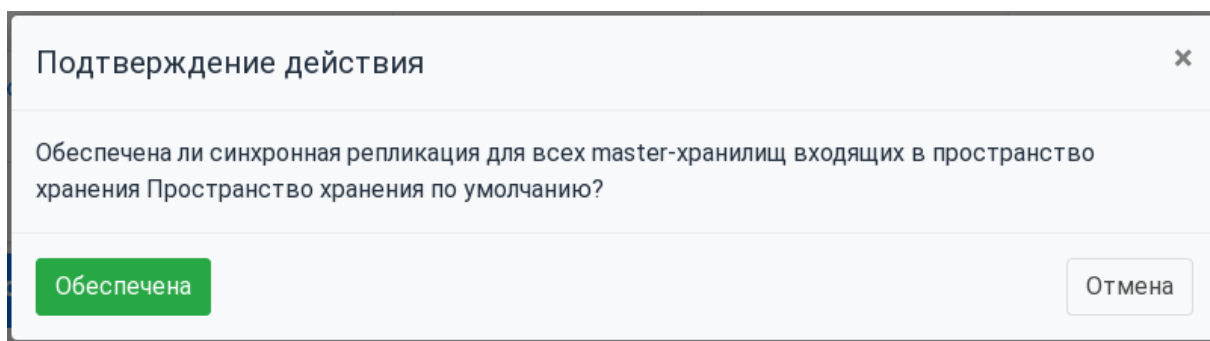 Подтверждение действия
×
Обеспечена ли синхронная репликация для всех master-хранилищ входящих в пространство
хранения Пространство хранения по умолчанию?
Обеспечена
Отмена